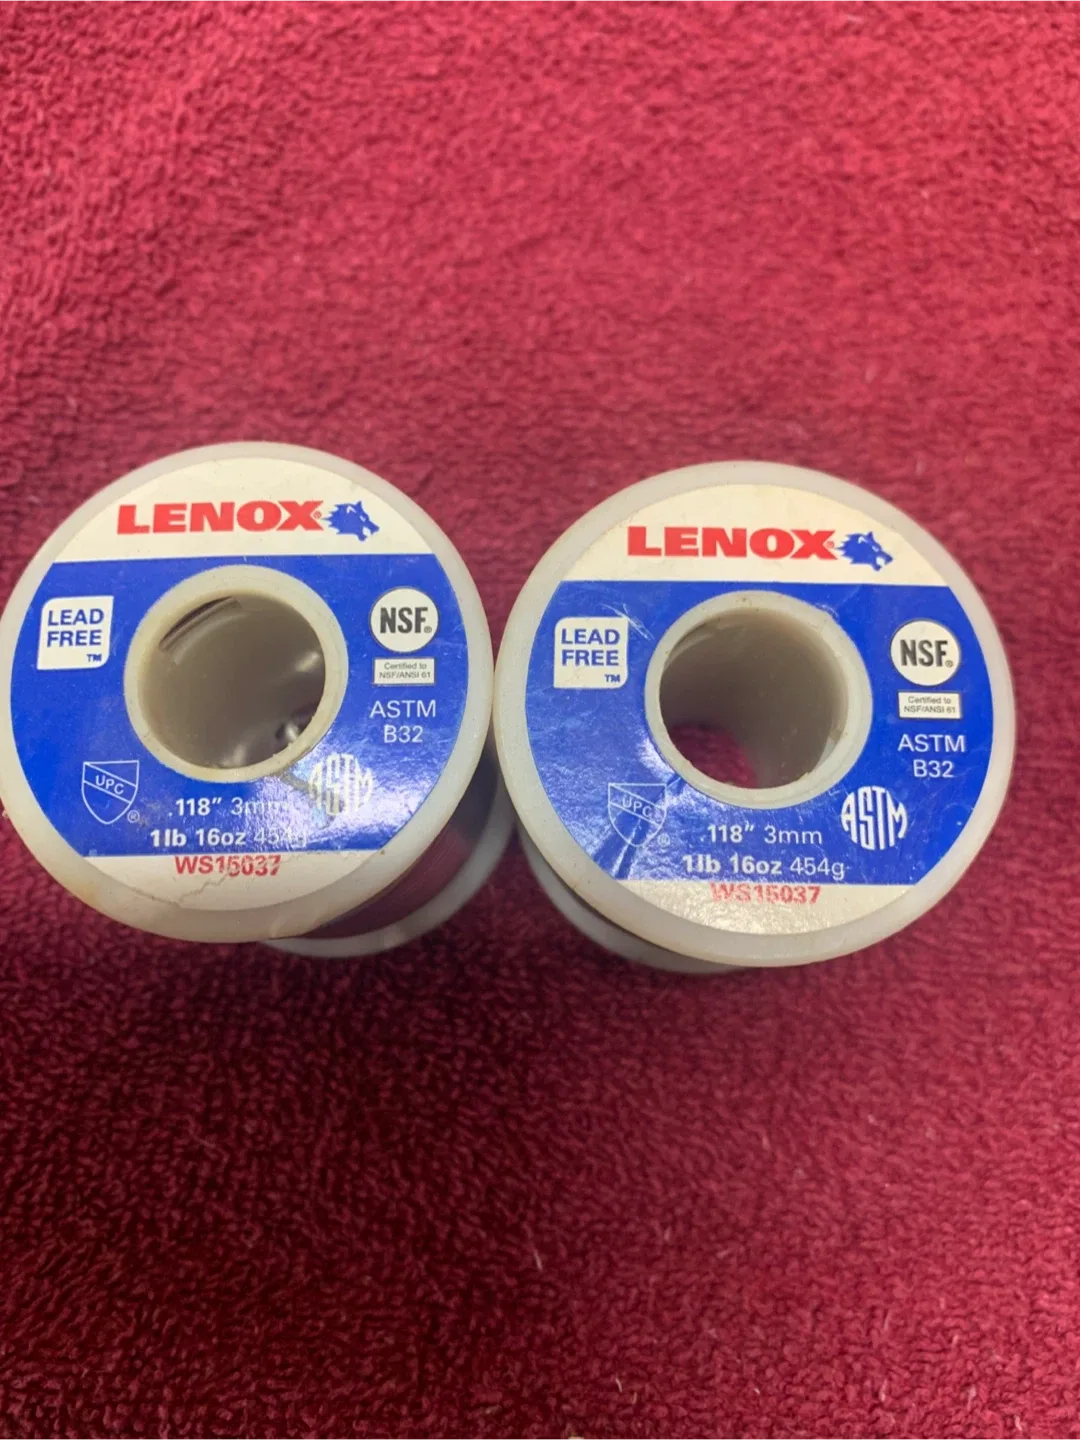 LENOX®
LEAD
FREE
TM
NSF®
Certified to
NSF/ANSI 61
ASTM
B32
UPC®
ASTM
.118" 3mm
1lb 16oz 454g
WS15037
LENOX®
LEAD
FREE
TM
NSF®
Certified to
NSF/ANSI 61
ASTM
B32
UPC®
ASTM
.118" 3mm
1lb 16oz 454g
WS15037